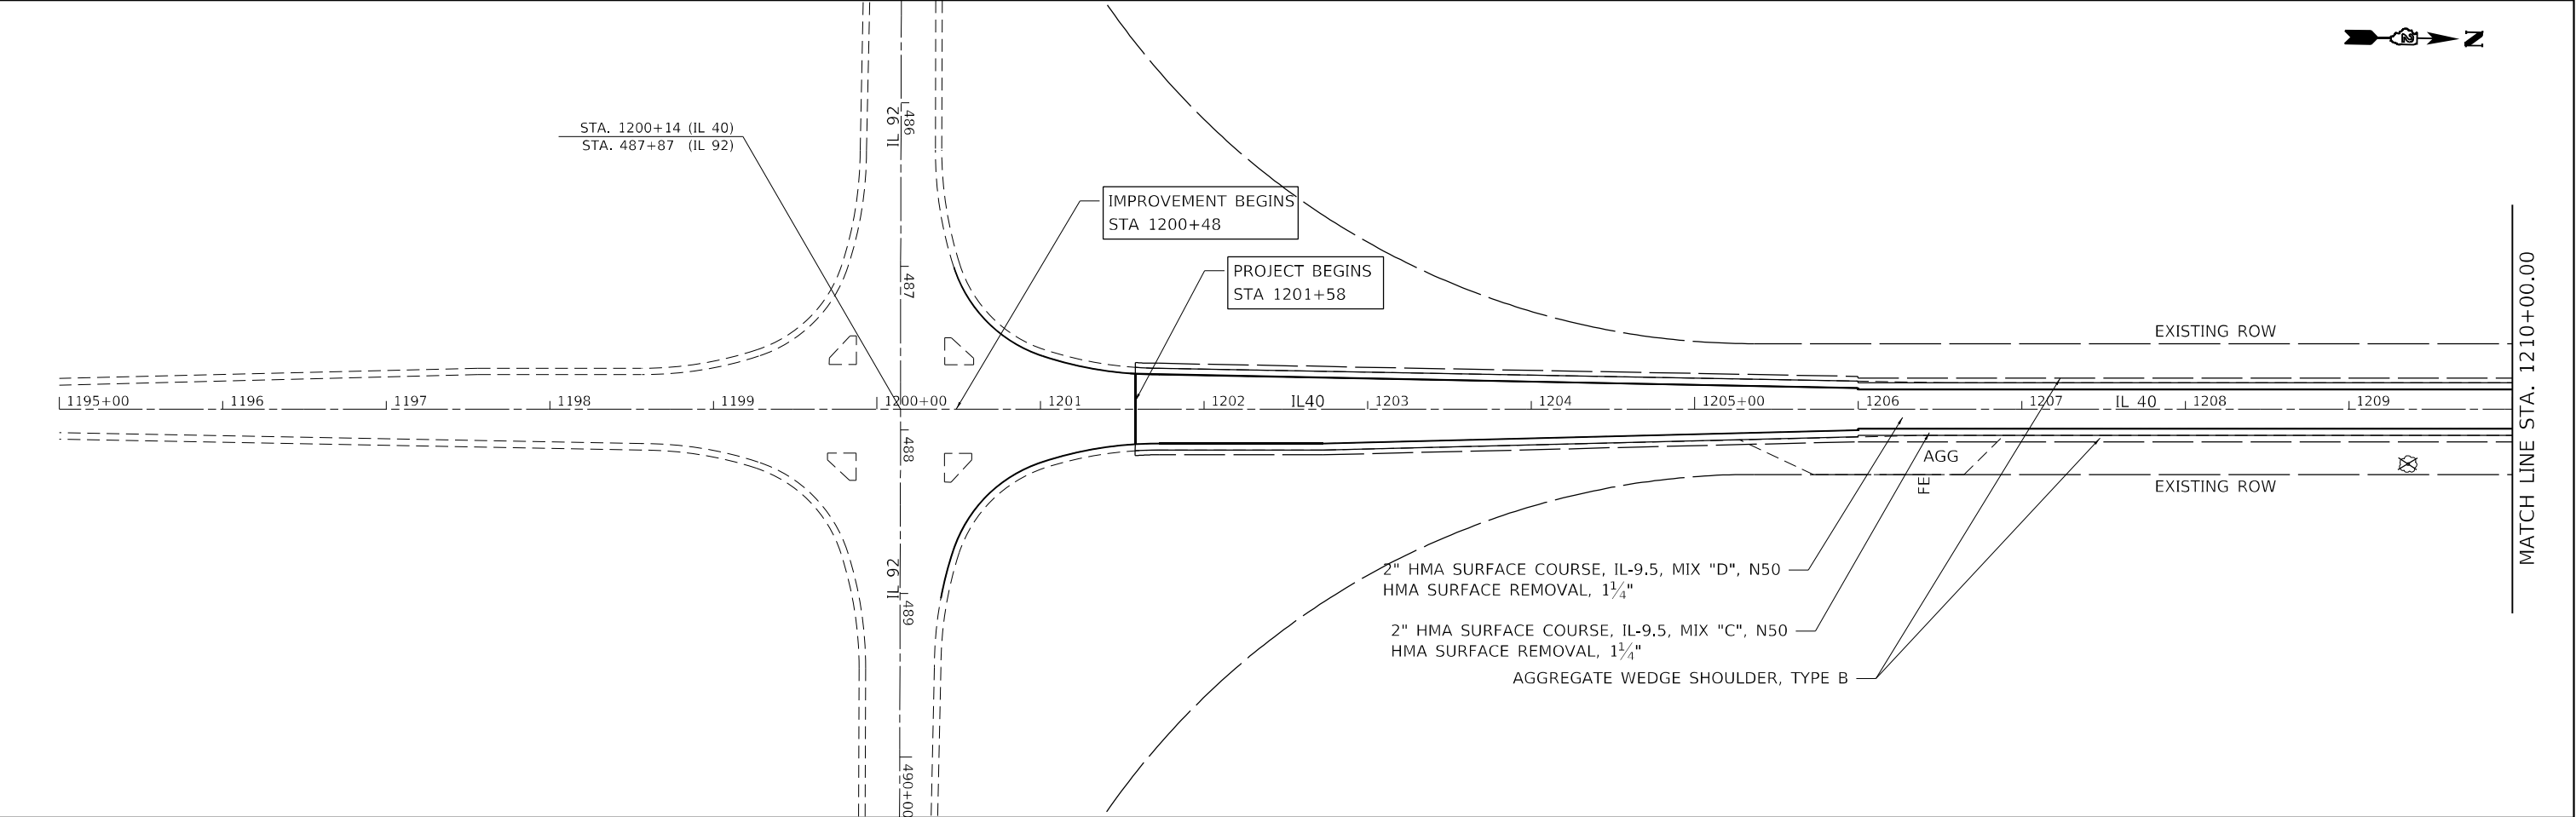 N
STA. 1200+14 (IL 40)
STA. 487+87 (IL 92)
IL 92
486
487
488
IL 92
489
490+00
IMPROVEMENT BEGINS
STA 1200+48
PROJECT BEGINS
STA 1201+58
1195+00 1196 1197 1198 1199 1200+00 1201 1202 IL40 1203 1204 1205+00 1206 1207 IL 40 1208 1209
EXISTING ROW
AGG
FE
EXISTING ROW
2" HMA SURFACE COURSE, IL-9.5, MIX "D", N50
HMA SURFACE REMOVAL, 1¼"
2" HMA SURFACE COURSE, IL-9.5, MIX "C", N50
HMA SURFACE REMOVAL, 1¼"
AGGREGATE WEDGE SHOULDER, TYPE B
MATCH LINE STA. 1210+00.00